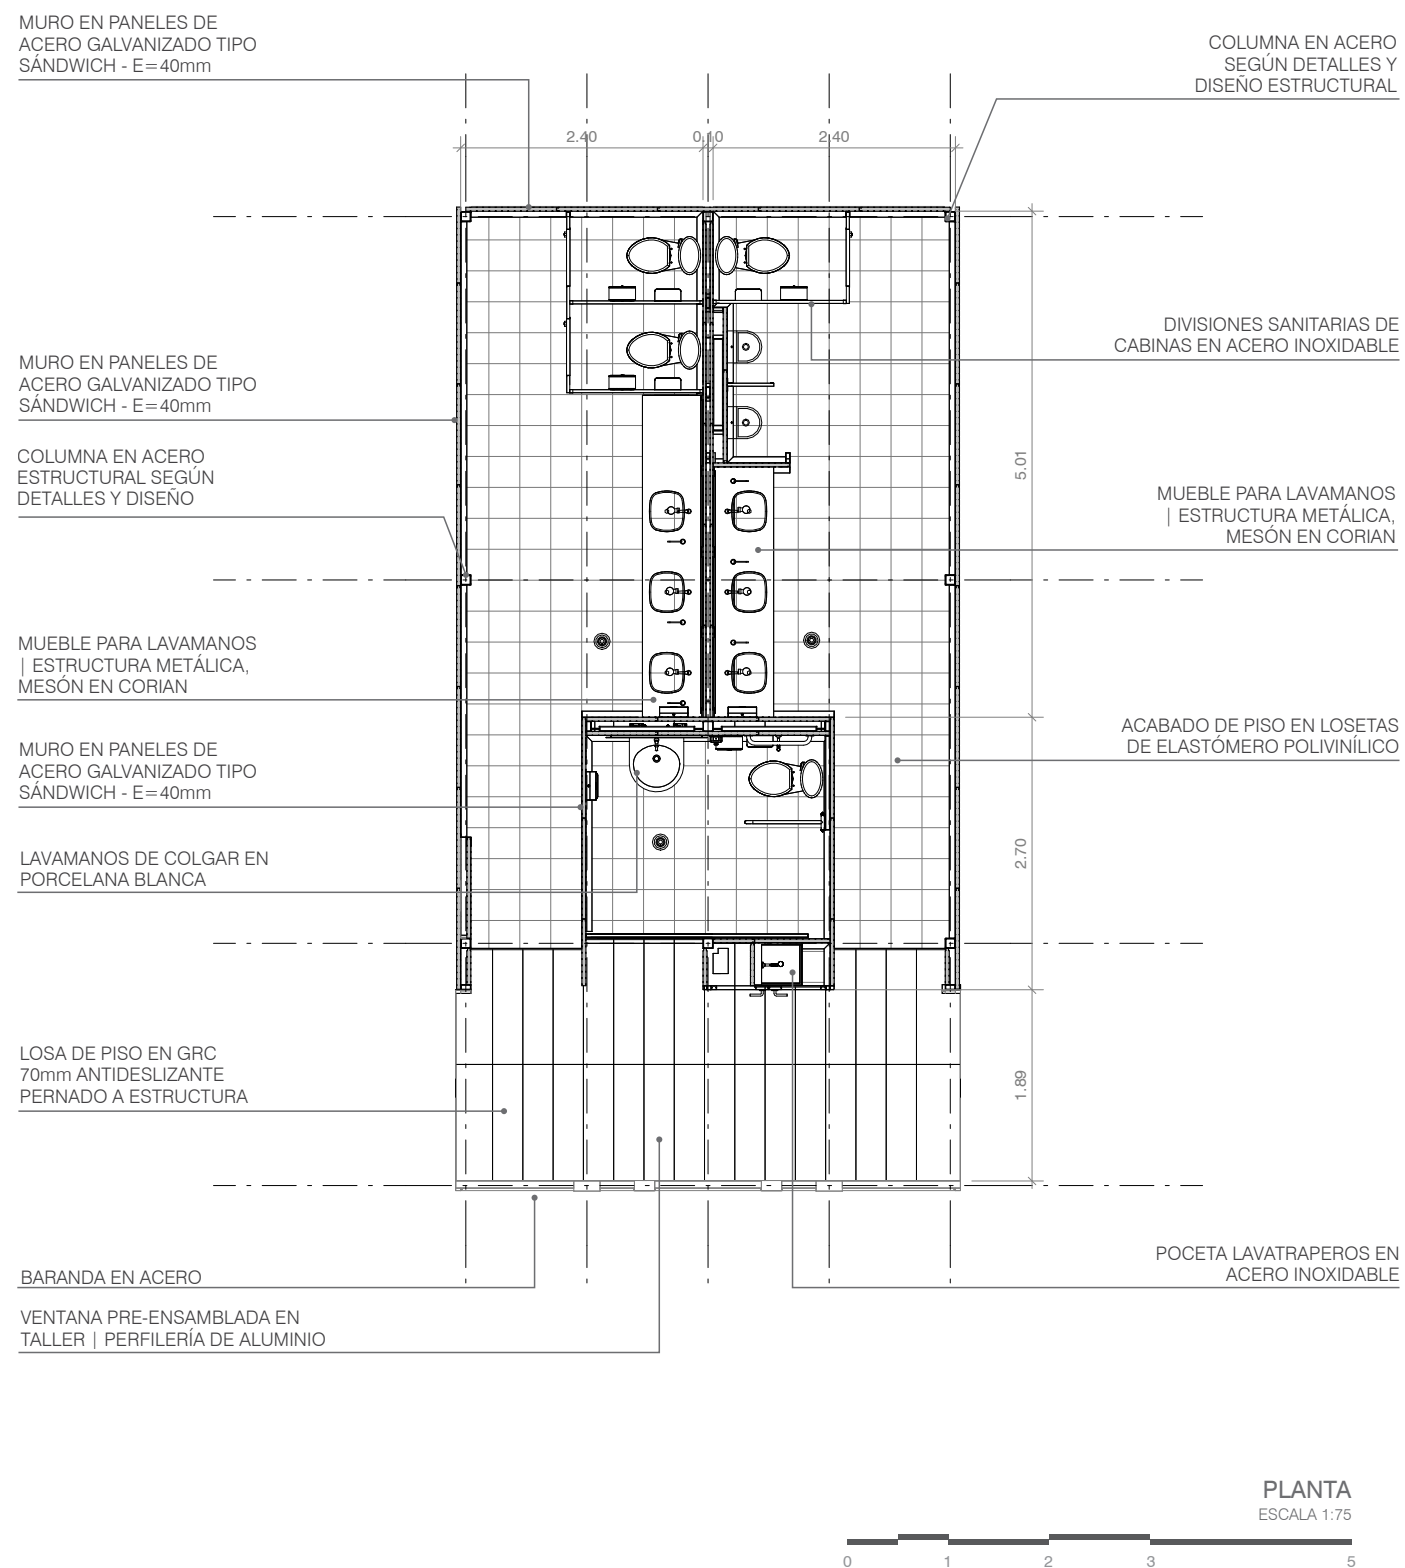 MURO EN PANELES DE
ACERO GALVANIZADO TIPO
SÁNDWICH - E=40mm
COLUMNA EN ACERO
SEGÚN DETALLES Y
DISEÑO ESTRUCTURAL
2.40
0.10
2.40
DIVISIONES SANITARIAS DE
CABINAS EN ACERO INOXIDABLE
MURO EN PANELES DE
ACERO GALVANIZADO TIPO
SÁNDWICH - E=40mm
COLUMNA EN ACERO
ESTRUCTURAL SEGÚN
DETALLES Y DISEÑO
5.01
MUEBLE PARA LAVAMANOS
| ESTRUCTURA METÁLICA,
MESÓN EN CORIAN
MUEBLE PARA LAVAMANOS
| ESTRUCTURA METÁLICA,
MESÓN EN CORIAN
ACABADO DE PISO EN LOSETAS
DE ELASTÓMERO POLIVINÍLICO
MURO EN PANELES DE
ACERO GALVANIZADO TIPO
SÁNDWICH - E=40mm
2.70
LAVAMANOS DE COLGAR EN
PORCELANA BLANCA
LOSA DE PISO EN GRC
70mm ANTIDESLIZANTE
PERNADO A ESTRUCTURA
1.89
BARANDA EN ACERO
POCETA LAVATRAPEROS EN
ACERO INOXIDABLE
VENTANA PRE-ENSAMBLADA EN
TALLER | PERFILERÍA DE ALUMINIO
PLANTA
ESCALA 1:75
0 1 2 3 5